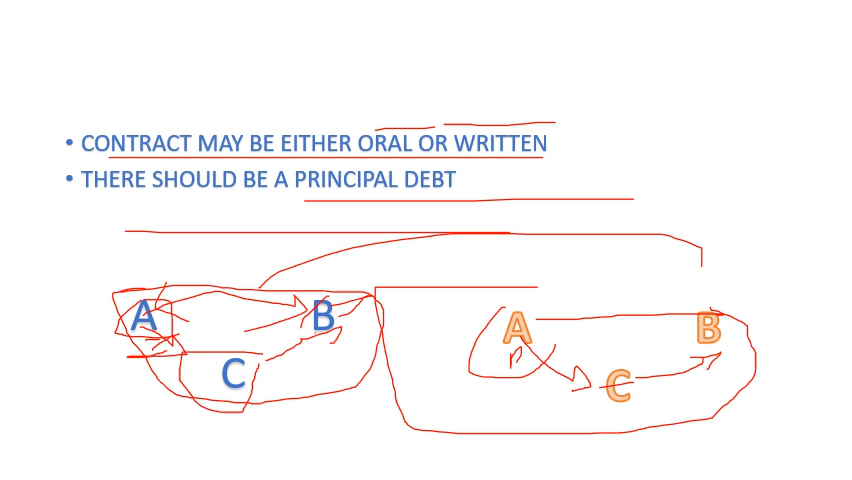 • CONTRACT MAY BE EITHER ORAL OR WRITTEN
• THERE SHOULD BE A PRINCIPAL DEBT
A B A B
C C